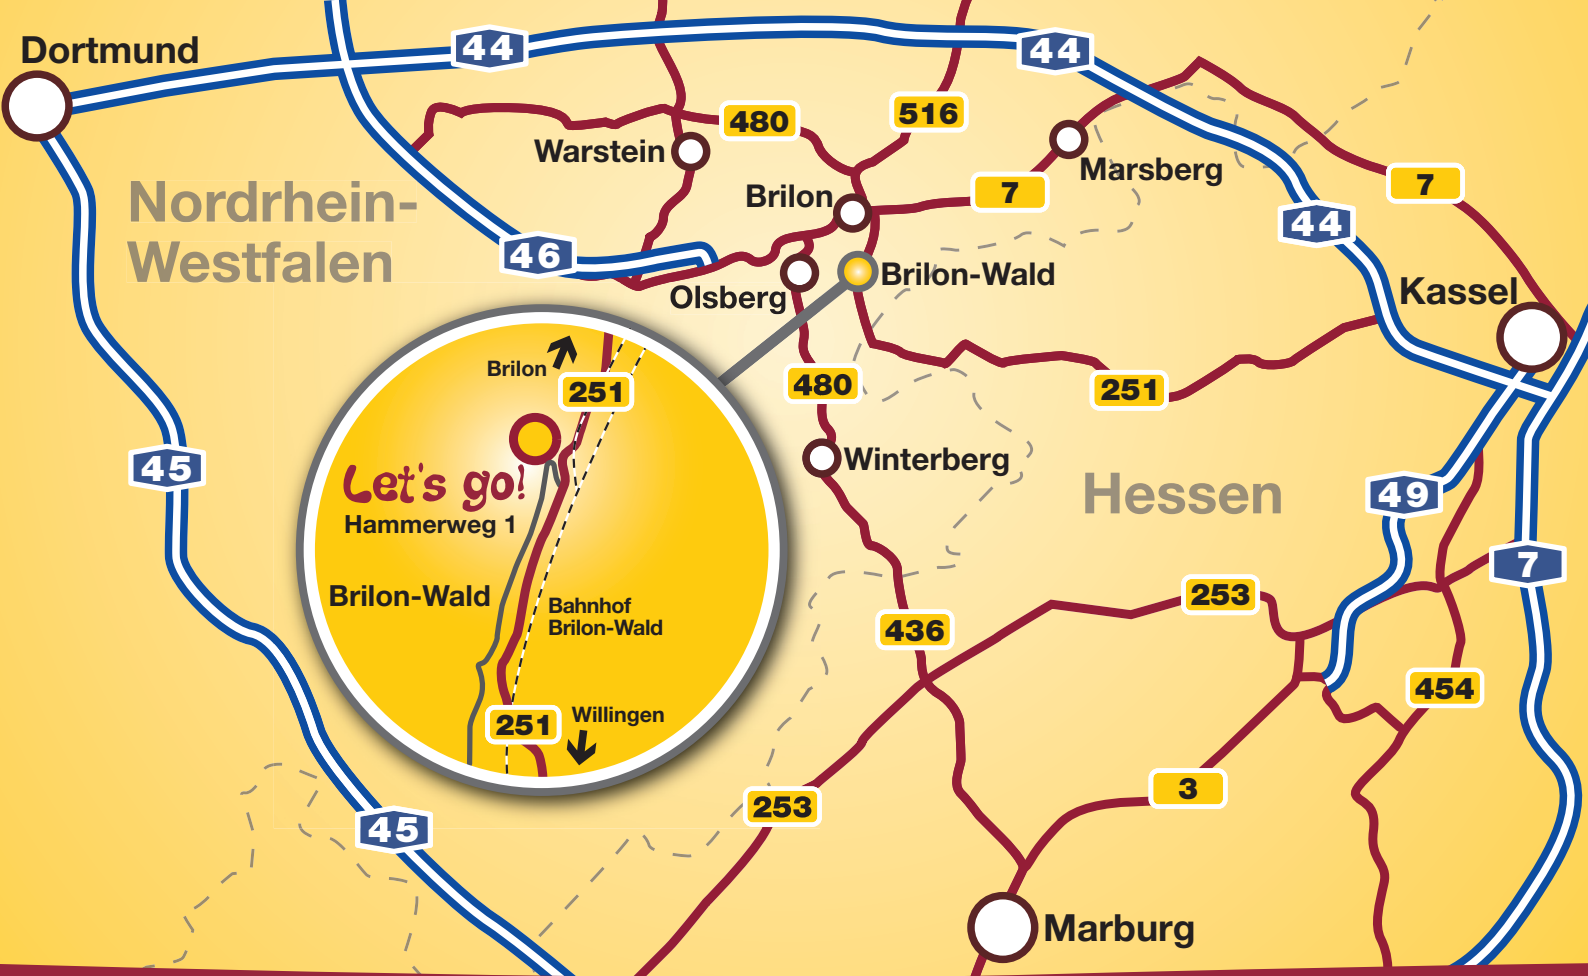 Dortmund
44
44
480
516
Warstein
Marsberg
7
7
Brilon
Nordrhein-
Westfalen
44
46
Olsberg
Brilon-Wald
Kassel
Brilon
251
480
251
45
Let's go!
Hammerweg 1
Winterberg
Hessen
49
7
Brilon-Wald
Bahnhof
Brilon-Wald
253
436
454
251
Willingen
3
253
45
Marburg